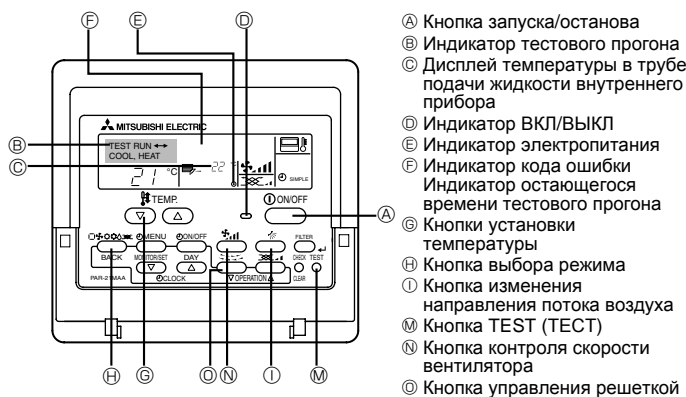 Ⓕ Ⓔ Ⓓ
MITSUBISHI ELECTRIC
Ⓑ TEST RUN ↔
COOL, HEAT
Ⓒ
21 °C 22 °C SIMPLE
TEMP. ON/OFF
Ⓐ
MENU ON/OFF FILTER
BACK MONITOR/SET DAY CHECK TEST
PAR-21MAA CLOCK ▽ OPERATION △ CLEAR
Ⓗ Ⓖ Ⓞ Ⓝ Ⓘ Ⓜ
Ⓐ Кнопка запуска/останова
Ⓑ Индикатор тестового прогона
Ⓒ Дисплей температуры в трубе
подачи жидкости внутреннего
прибора
Ⓓ Индикатор ВКЛ/ВЫКЛ
Ⓔ Индикатор электропитания
Ⓕ Индикатор кода ошибки
Индикатор остающегося
времени тестового прогона
Ⓖ Кнопки установки
температуры
Ⓗ Кнопка выбора режима
Ⓘ Кнопка изменения
направления потока воздуха
Ⓜ Кнопка TEST (ТЕСТ)
Ⓝ Кнопка контроля скорости
вентилятора
Ⓞ Кнопка управления решеткой